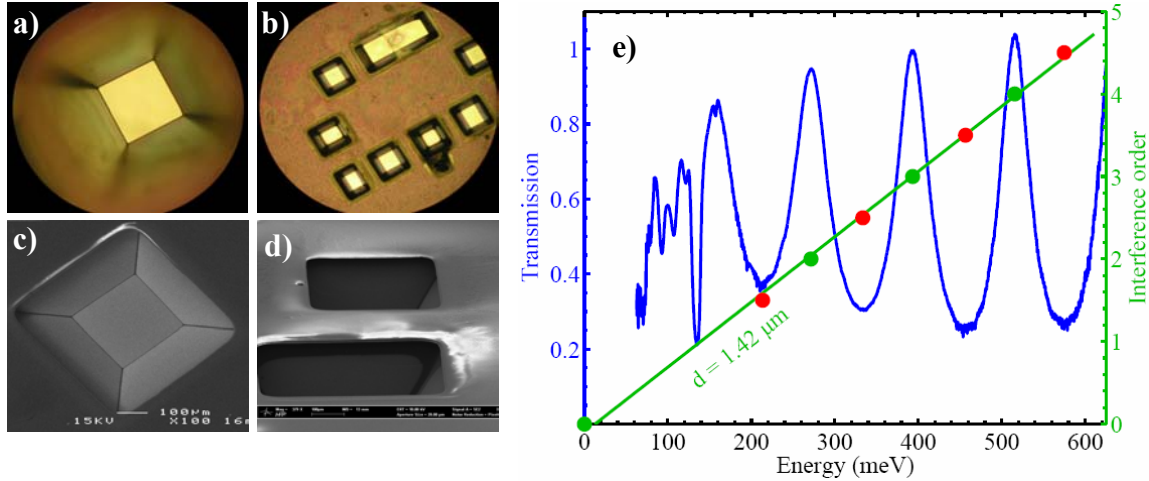 a)
b)
c)
100µm
.15KV X100 16m
d)
e)
Transmission
1
0.8
0.6
0.4
0.2
0 100 200 300 400 500 600
Energy (meV)
d = 1.42 µm
Interference order
5
4
3
2
1
0